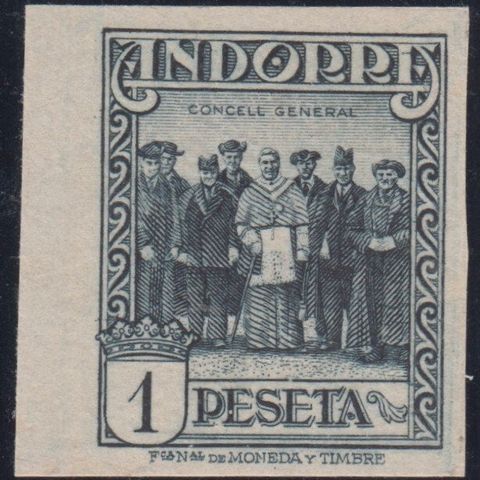 ANDORRE
CONCELL GENERAL
1 PESETA
FCA NAL DE MONEDA Y TIMBRE